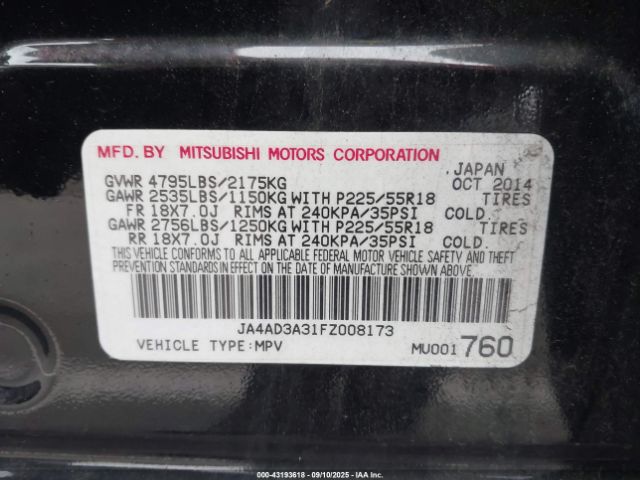 MFD. BY MITSUBISHI MOTORS CORPORATION
JAPAN
GVWR 4795LBS/2175KG OCT 2014
GAWR 2535LBS/1150KG WITH P225/55R18 TIRES
FR 18X7.0J RIMS AT 240KPA/35PSI COLD.
GAWR 2756LBS/1250KG WITH P225/55R18 TIRES
RR 18X7.0J RIMS AT 240KPA/35PSI COLD.
THIS VEHICLE CONFORMS TO ALL APPLICABLE FEDERAL MOTOR VEHICLE SAFETY AND THEFT
PREVENTION STANDARDS IN EFFECT ON THE DATE OF MANUFACTURE SHOWN ABOVE.
JA4AD3A31FZ008173
VEHICLE TYPE:MPV MU001760
000-43193618 - 09/10/2025 - Copyright © 2025 IAA, Inc.